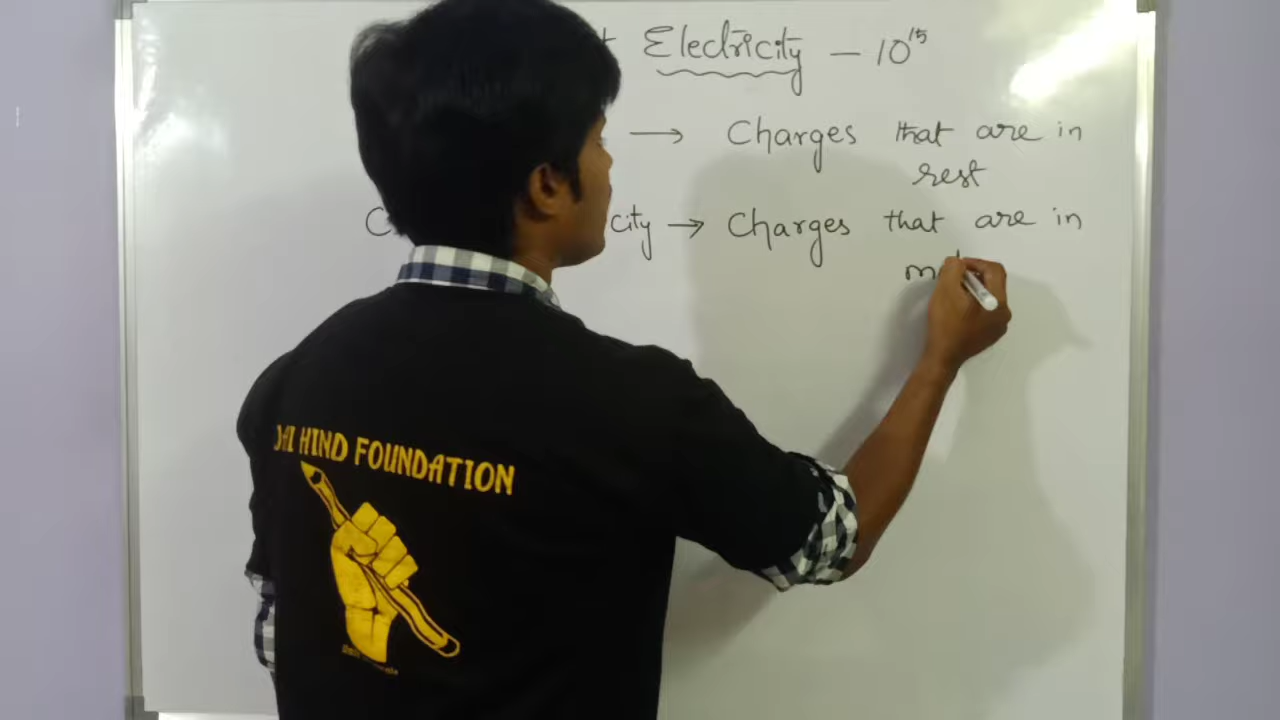 t Electricity – 10¹⁵
→ Charges that are in
rest
C city → Charges that are in
m
JAI HIND FOUNDATION